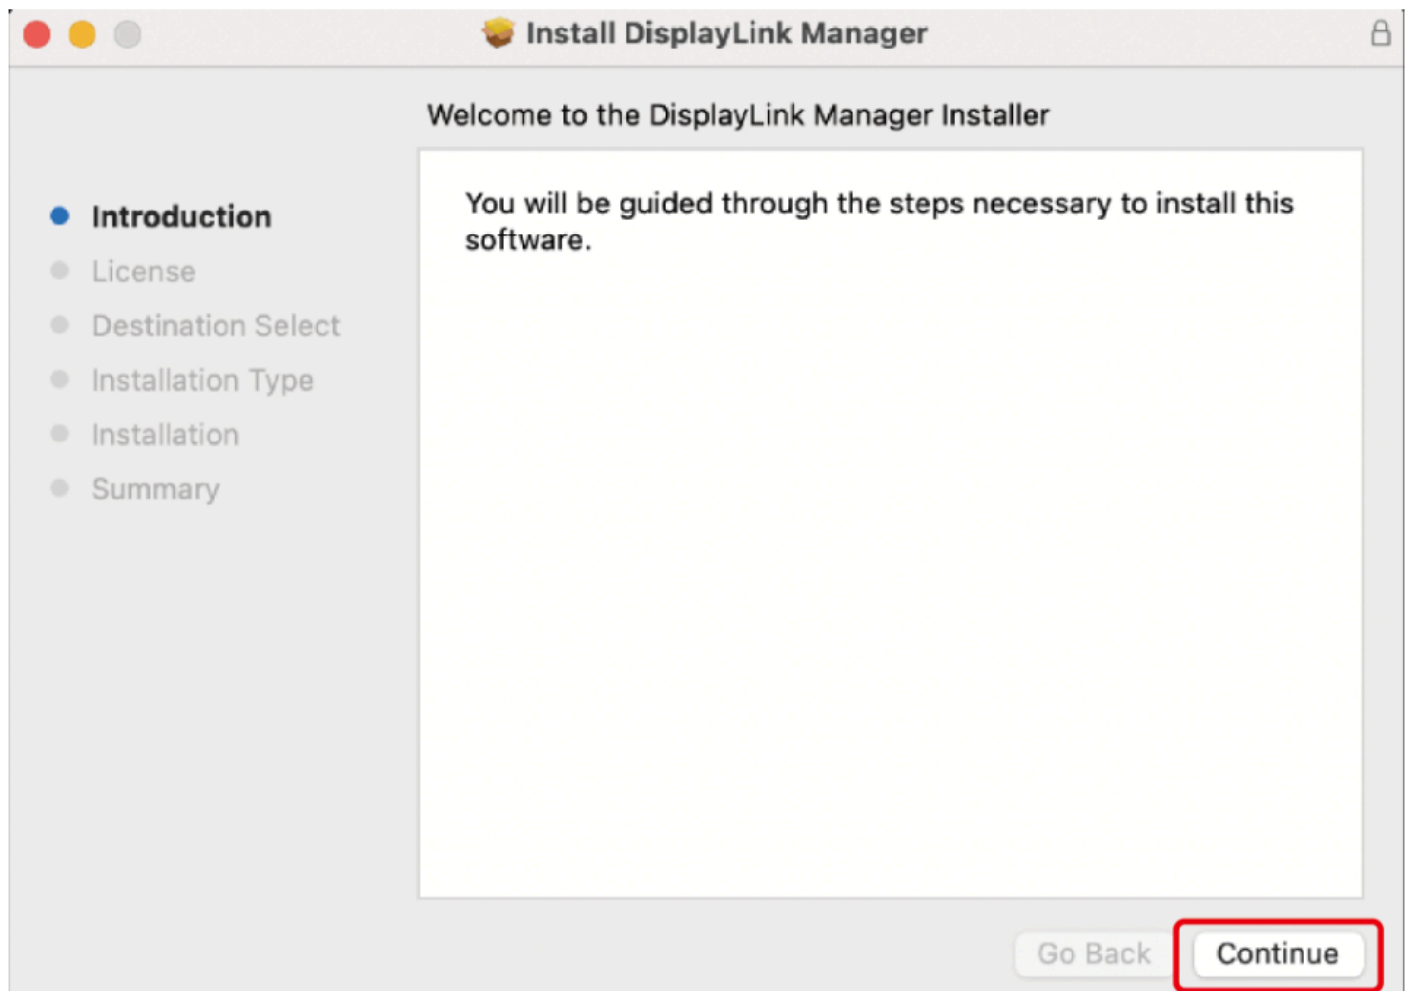 Install DisplayLink Manager
Welcome to the DisplayLink Manager Installer
Introduction
License
Destination Select
Installation Type
Installation
Summary
You will be guided through the steps necessary to install this
software.
Go Back
Continue